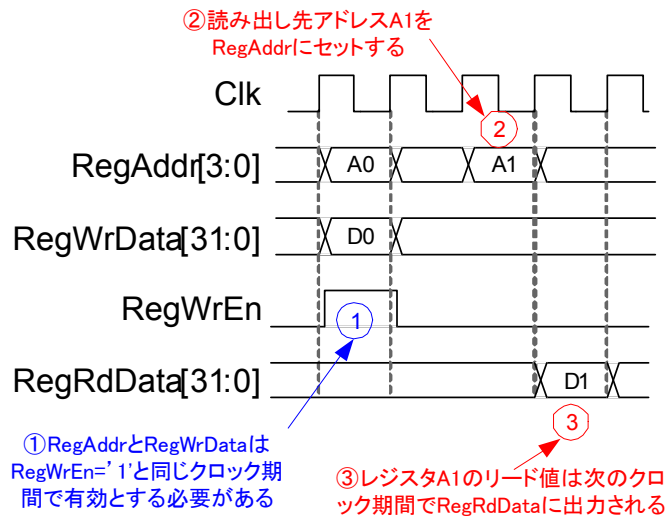 ②読み出し先アドレスA1を
RegAddrにセットする
Clk
2
RegAddr[3:0]
A0
A1
RegWrData[31:0]
D0
RegWrEn
1
RegRdData[31:0]
D1
3
①RegAddrとRegWrDataは
RegWrEn='1'と同じクロック期
間で有効とする必要がある
③レジスタA1のリード値は次のクロ
ック期間でRegRdDataに出力される